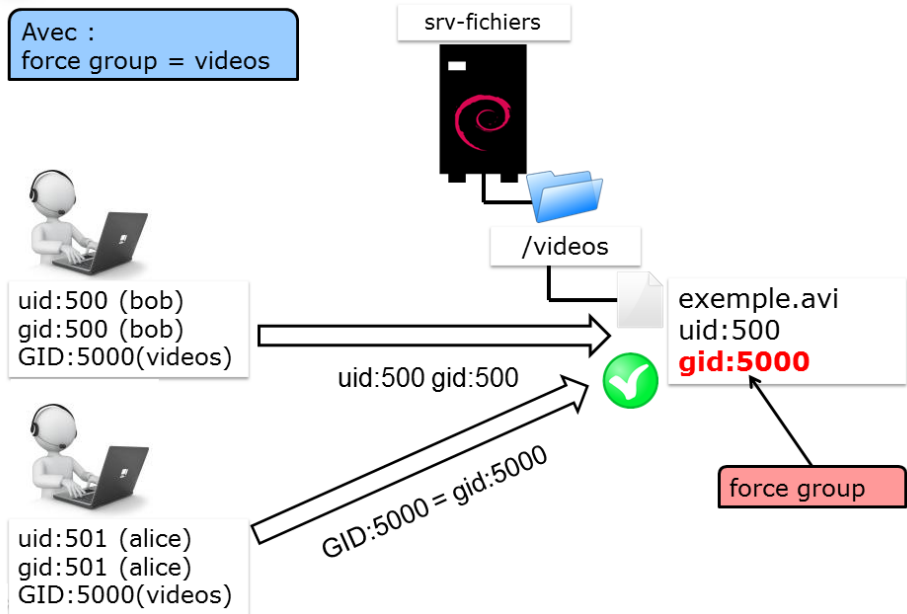 Avec :
force group = videos
srv-fichiers
/videos
uid:500 (bob)
gid:500 (bob)
GID:5000(videos)
uid:500 gid:500
exemple.avi
uid:500
gid:5000
force group
GID:5000 = gid:5000
uid:501 (alice)
gid:501 (alice)
GID:5000(videos)